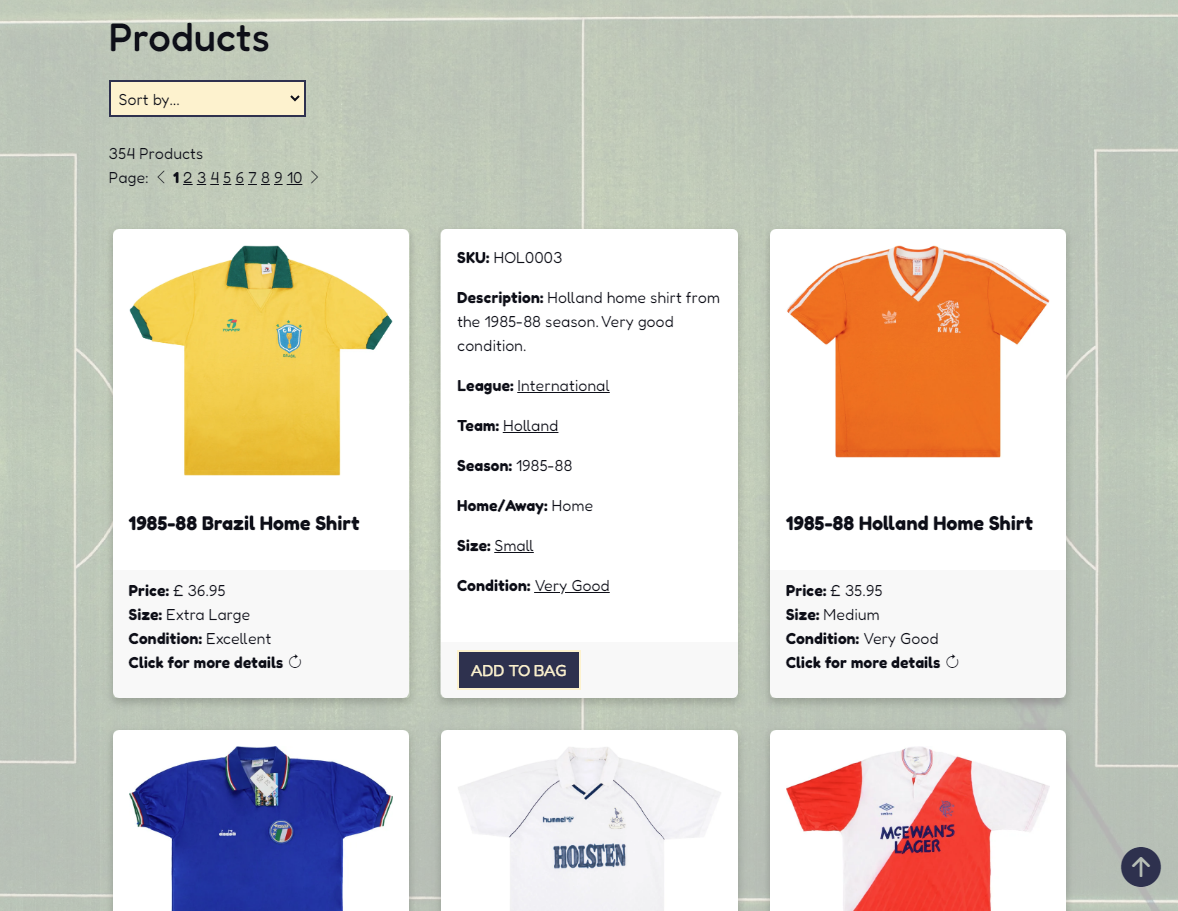 Products
Sort by...
354 Products
Page: 1 2 3 4 5 6 7 8 9 10
1985-88 Brazil Home Shirt
Price: £ 36.95
Size: Extra Large
Condition: Excellent
Click for more details
SKU: HOL0003
Description: Holland home shirt from
the 1985-88 season. Very good
condition.
League: International
Team: Holland
Season: 1985-88
Home/Away: Home
Size: Small
Condition: Very Good
ADD TO BAG
KNVB.
1985-88 Holland Home Shirt
Price: £ 35.95
Size: Medium
Condition: Very Good
Click for more details
diadora
hummel
HOLSTEN
McEWAN'S
LAGER